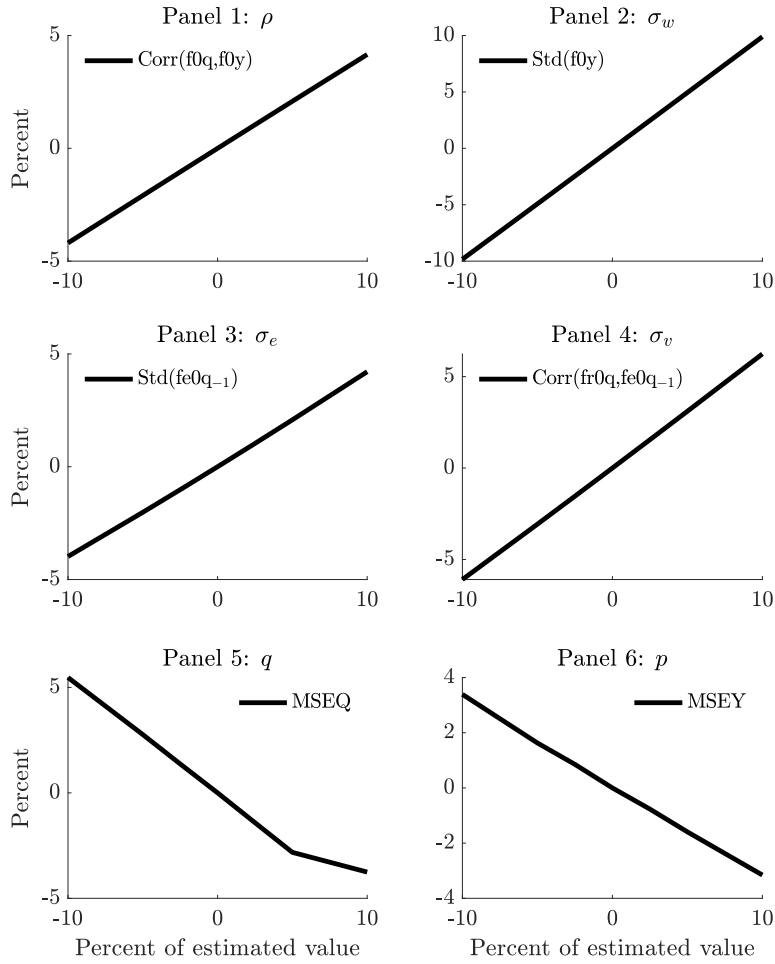 Panel 1: ρ
Panel 2: σ_w
5
0
-5
Percent
Corr(f0q,f0y)
-10
0
10
10
5
0
-5
-10
Std(f0y)
-10
0
10
Panel 3: σ_e
Panel 4: σ_v
5
0
-5
Percent
Std(fe0q₋₁)
-10
0
10
5
0
-5
Corr(fr0q,fe0q₋₁)
-10
0
10
Panel 5: q
Panel 6: p
5
0
-5
Percent
MSEQ
-10
0
10
Percent of estimated value
4
2
0
-2
-4
MSEY
-10
0
10
Percent of estimated value